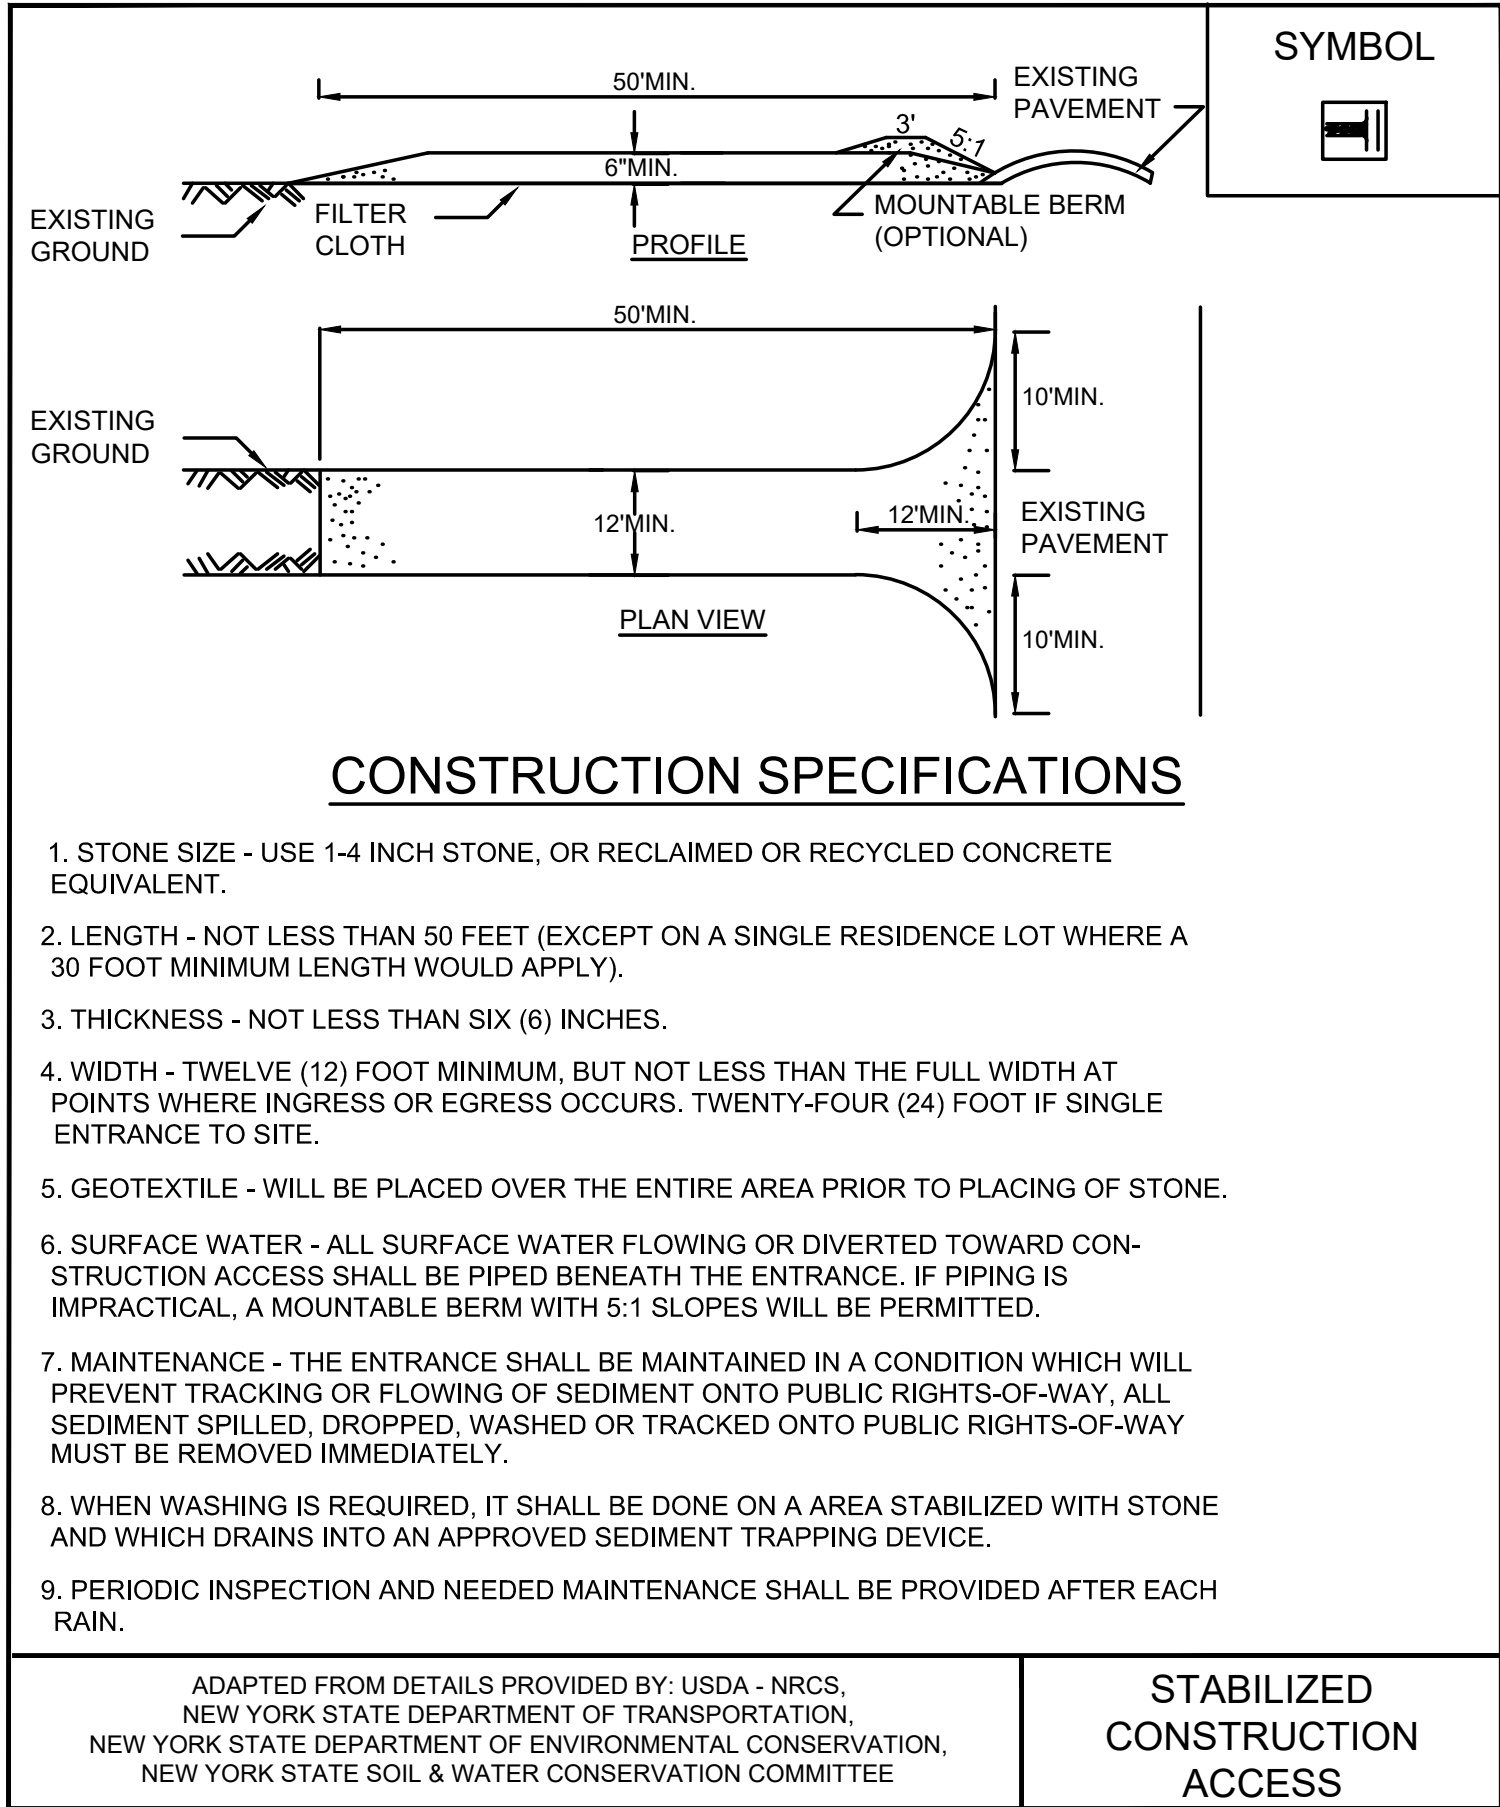 SYMBOL
50'MIN.
EXISTING
PAVEMENT
3'
5:1
6"MIN.
EXISTING
GROUND
FILTER
CLOTH
PROFILE
MOUNTABLE BERM
(OPTIONAL)
50'MIN.
10'MIN.
EXISTING
GROUND
12'MIN.
12'MIN.
EXISTING
PAVEMENT
PLAN VIEW
10'MIN.
CONSTRUCTION SPECIFICATIONS
1. STONE SIZE - USE 1-4 INCH STONE, OR RECLAIMED OR RECYCLED CONCRETE
EQUIVALENT.
2. LENGTH - NOT LESS THAN 50 FEET (EXCEPT ON A SINGLE RESIDENCE LOT WHERE A
30 FOOT MINIMUM LENGTH WOULD APPLY).
3. THICKNESS - NOT LESS THAN SIX (6) INCHES.
4. WIDTH - TWELVE (12) FOOT MINIMUM, BUT NOT LESS THAN THE FULL WIDTH AT
POINTS WHERE INGRESS OR EGRESS OCCURS. TWENTY-FOUR (24) FOOT IF SINGLE
ENTRANCE TO SITE.
5. GEOTEXTILE - WILL BE PLACED OVER THE ENTIRE AREA PRIOR TO PLACING OF STONE.
6. SURFACE WATER - ALL SURFACE WATER FLOWING OR DIVERTED TOWARD CON-
STRUCTION ACCESS SHALL BE PIPED BENEATH THE ENTRANCE. IF PIPING IS
IMPRACTICAL, A MOUNTABLE BERM WITH 5:1 SLOPES WILL BE PERMITTED.
7. MAINTENANCE - THE ENTRANCE SHALL BE MAINTAINED IN A CONDITION WHICH WILL
PREVENT TRACKING OR FLOWING OF SEDIMENT ONTO PUBLIC RIGHTS-OF-WAY, ALL
SEDIMENT SPILLED, DROPPED, WASHED OR TRACKED ONTO PUBLIC RIGHTS-OF-WAY
MUST BE REMOVED IMMEDIATELY.
8. WHEN WASHING IS REQUIRED, IT SHALL BE DONE ON A AREA STABILIZED WITH STONE
AND WHICH DRAINS INTO AN APPROVED SEDIMENT TRAPPING DEVICE.
9. PERIODIC INSPECTION AND NEEDED MAINTENANCE SHALL BE PROVIDED AFTER EACH
RAIN.
ADAPTED FROM DETAILS PROVIDED BY: USDA - NRCS,
NEW YORK STATE DEPARTMENT OF TRANSPORTATION,
NEW YORK STATE DEPARTMENT OF ENVIRONMENTAL CONSERVATION,
NEW YORK STATE SOIL & WATER CONSERVATION COMMITTEE
STABILIZED
CONSTRUCTION
ACCESS